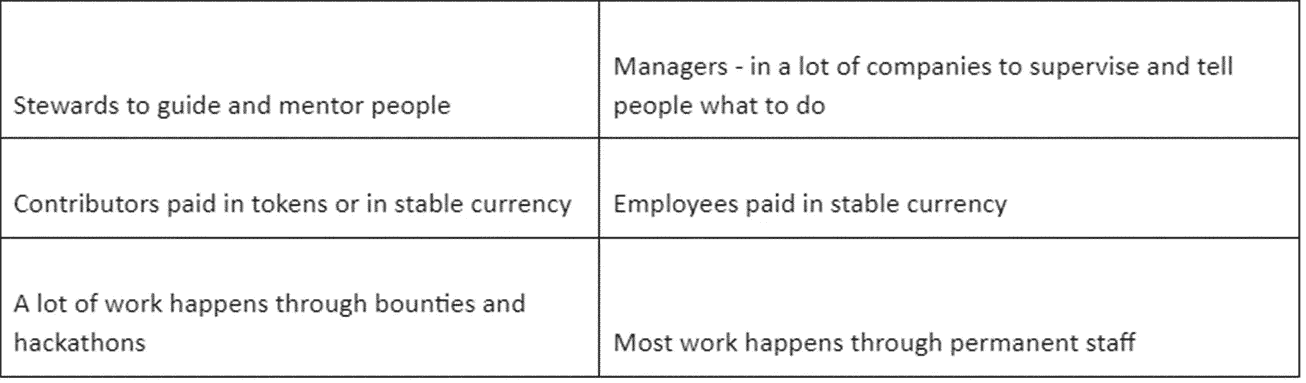 Stewards to guide and mentor people
Managers - in a lot of companies to supervise and tell
people what to do
Contributors paid in tokens or in stable currency
Employees paid in stable currency
A lot of work happens through bounties and
hackathons
Most work happens through permanent staff